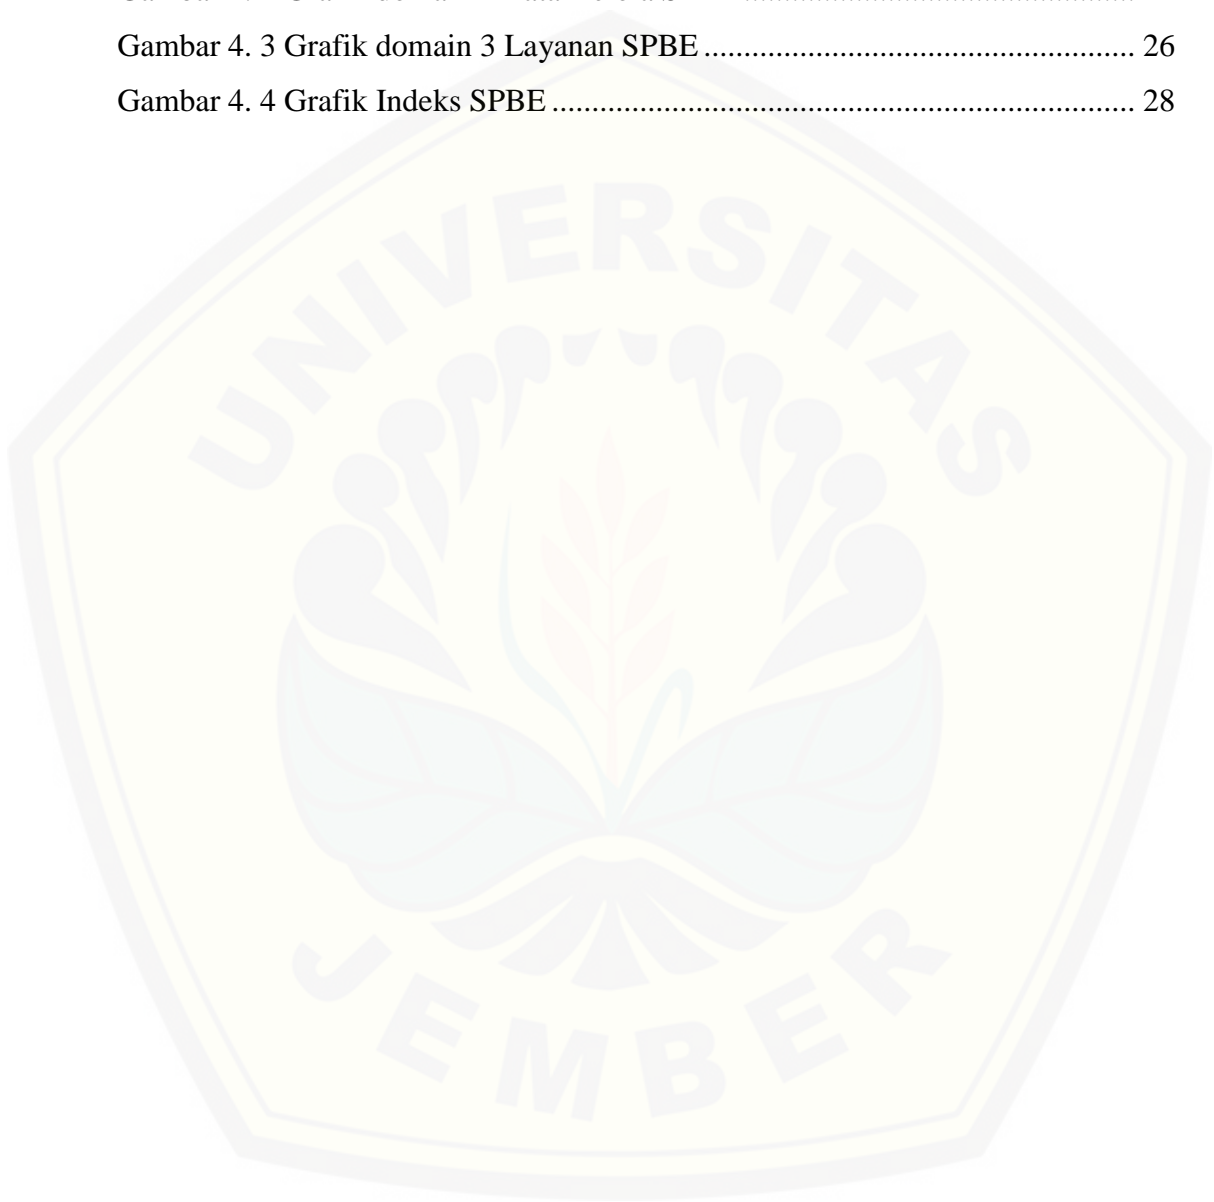 Gambar 4. 3 Grafik domain 3 Layanan SPBE ...................................................... 26
Gambar 4. 4 Grafik Indeks SPBE ......................................................................... 28
UNIVERSITAS
JEMBER